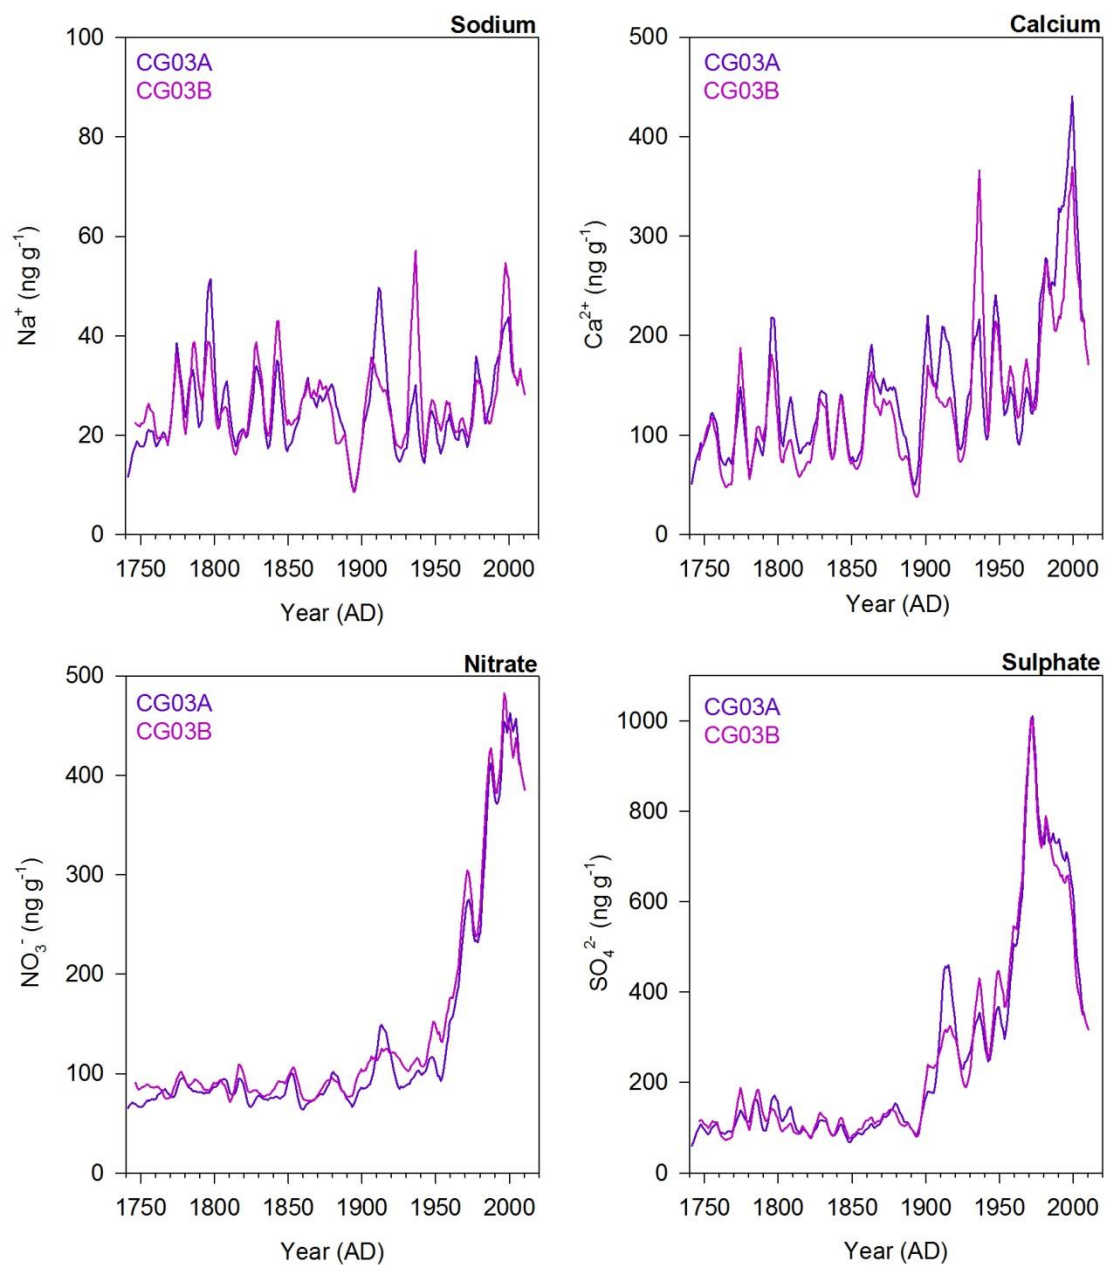 Sodium
CG03A
CG03B
100
80
60
40
20
0
Na⁺ (ng g⁻¹)
1750 1800 1850 1900 1950 2000
Year (AD)
Calcium
CG03A
CG03B
500
400
300
200
100
0
Ca²⁺ (ng g⁻¹)
1750 1800 1850 1900 1950 2000
Year (AD)
Nitrate
CG03A
CG03B
500
400
300
200
100
0
NO₃⁻ (ng g⁻¹)
1750 1800 1850 1900 1950 2000
Year (AD)
Sulphate
CG03A
CG03B
1000
800
600
400
200
0
SO₄²⁻ (ng g⁻¹)
1750 1800 1850 1900 1950 2000
Year (AD)